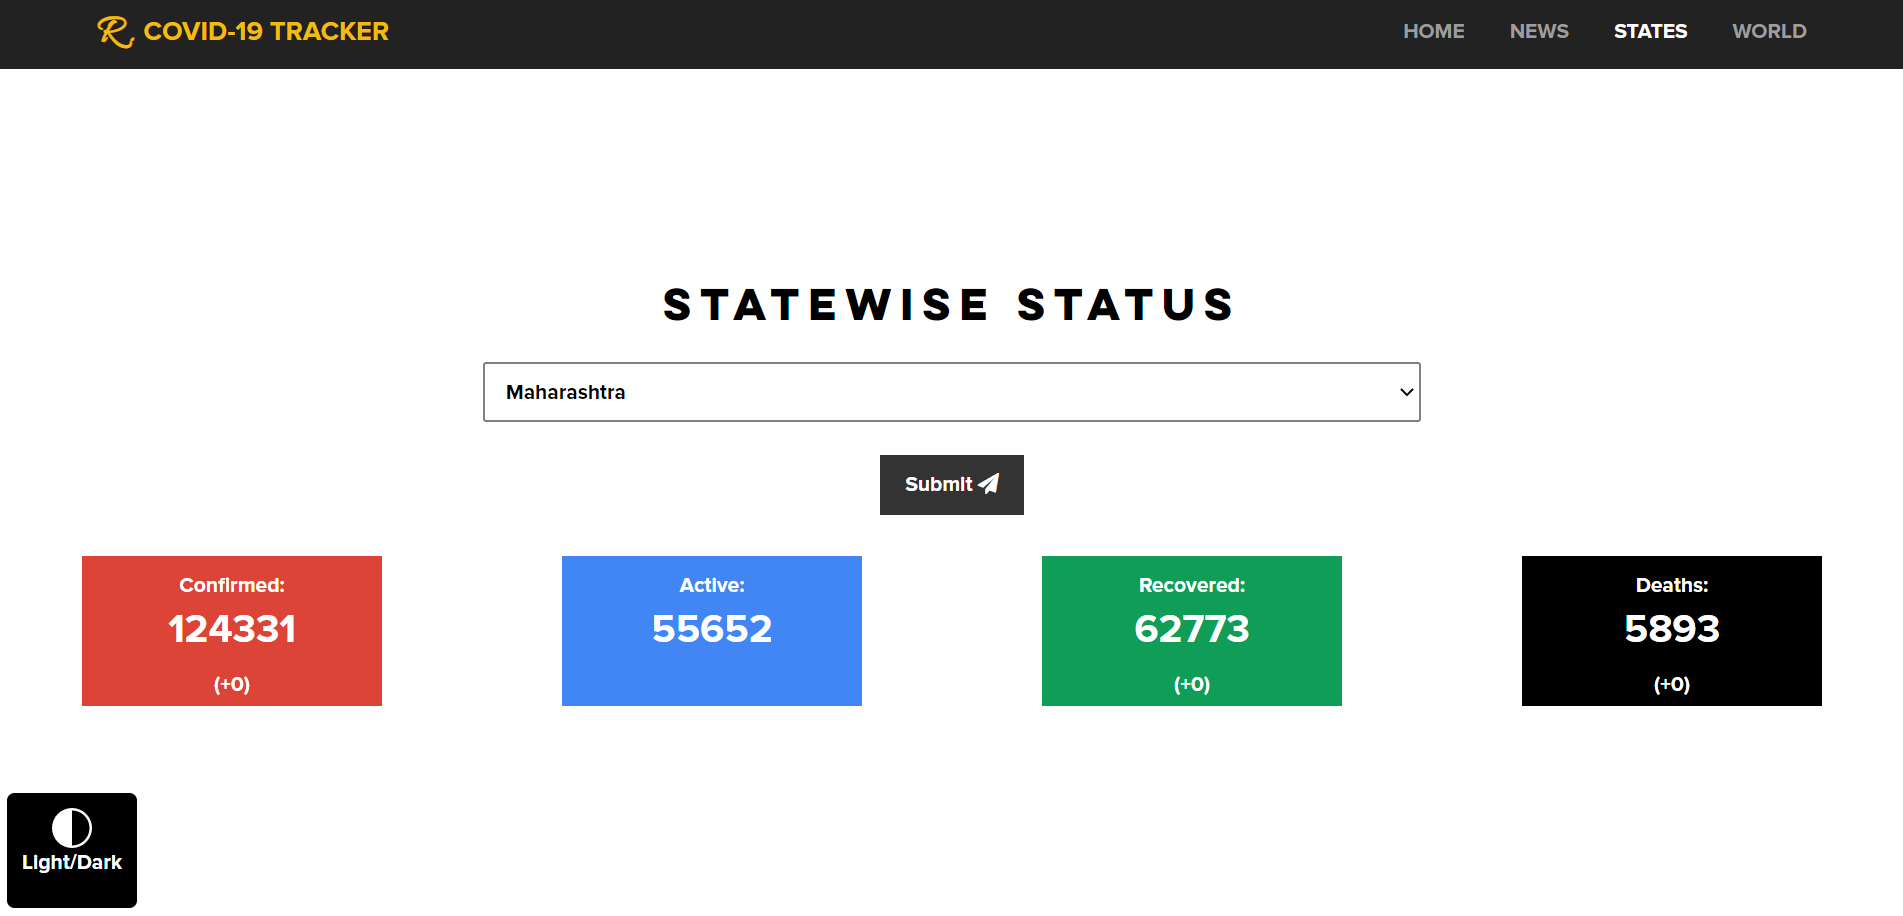 R. COVID-19 TRACKER
HOME NEWS STATES WORLD
STATEWISE STATUS
Maharashtra
Submit
Confirmed:
124331
(+0)
Active:
55652
Recovered:
62773
(+0)
Deaths:
5893
(+0)
Light/Dark